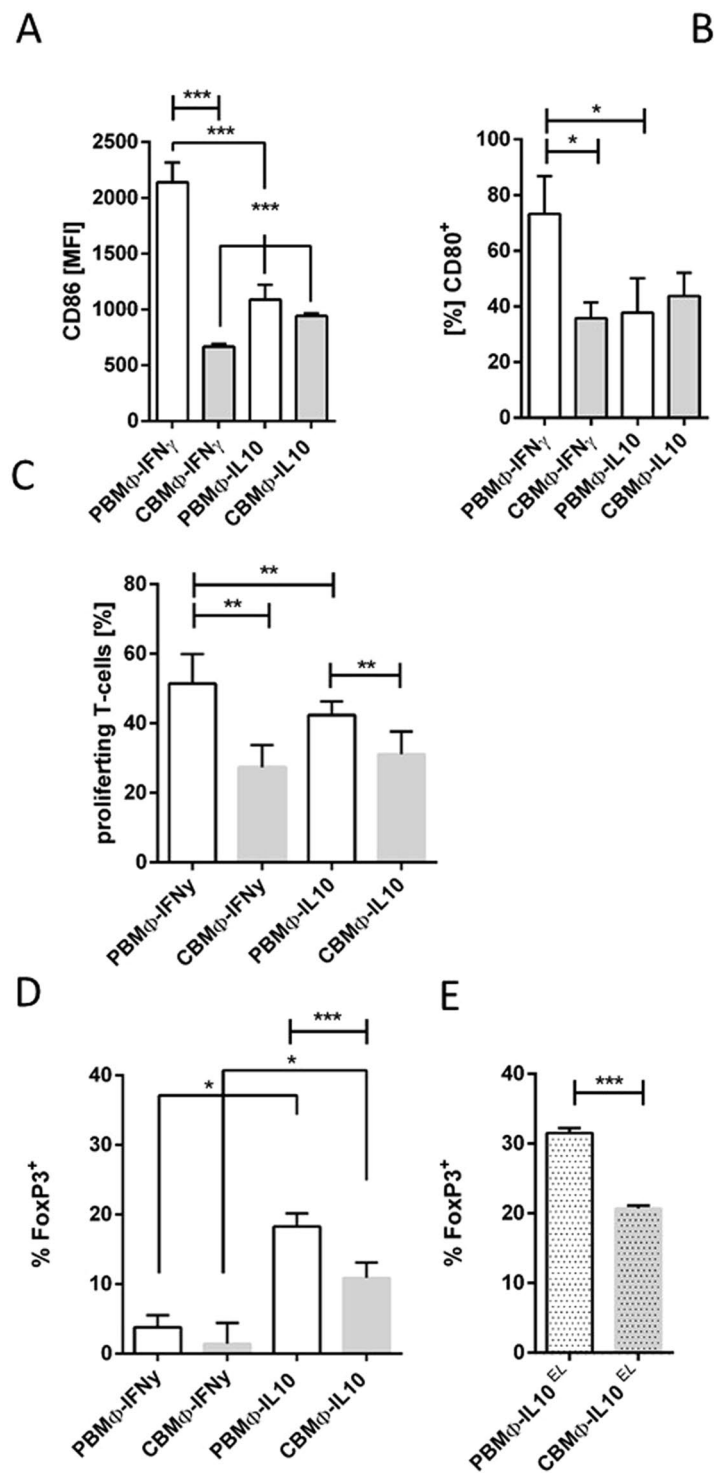 A
B
***
***
***
2500
2000
1500
1000
500
0
CD86 [MFI]
PBMΦ-IFNγ
CBMΦ-IFNγ
PBMΦ-IL10
CBMΦ-IL10
*
*
100
80
60
40
20
0
[%] CD80+
PBMΦ-IFNγ
CBMΦ-IFNγ
PBMΦ-IL10
CBMΦ-IL10
C
**
**
**
80
60
40
20
0
proliferting T-cells [%]
PBMΦ-IFNy
CBMΦ-IFNy
PBMΦ-IL10
CBMΦ-IL10
D
***
*
*
40
30
20
10
0
% FoxP3+
PBMΦ-IFNy
CBMΦ-IFNy
PBMΦ-IL10
CBMΦ-IL10
E
***
40
30
20
10
0
% FoxP3+
PBMΦ-IL10 EL
CBMΦ-IL10 EL